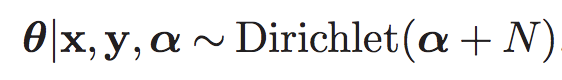 θ|x, y, α ∼ Dirichlet(α + N).